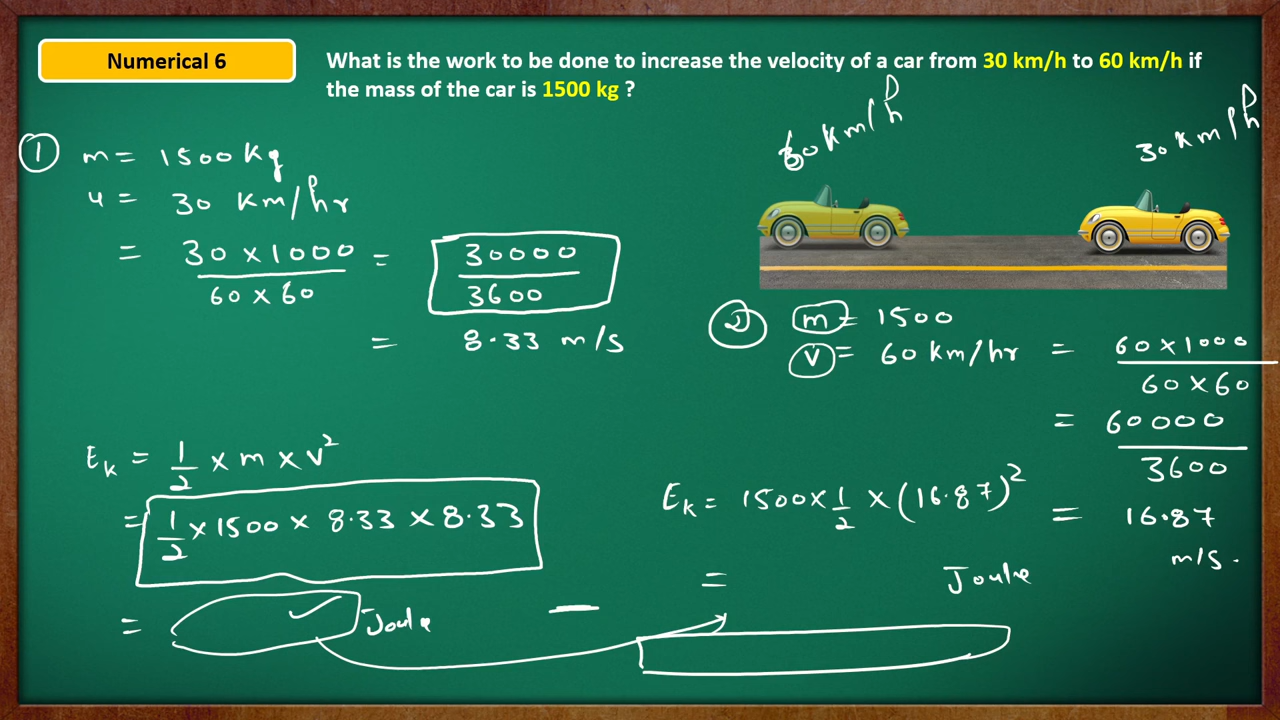 Numerical 6
What is the work to be done to increase the velocity of a car from 30 km/h to 60 km/h if
the mass of the car is 1500 kg ?
60 km/h
30 km/h
① m = 1500 kg
u = 30 km/hr
= 30 × 1000 / 60 × 60 = 30000 / 3600
= 8.33 m/s
② m = 1500
v = 60 km/hr = 60 × 1000 / 60 × 60
= 60000 / 3600
= 16.87
m/s.
Ek = 1/2 × m × v²
= 1/2 × 1500 × 8.33 × 8.33
= Joule
Ek = 1500 × 1/2 × (16.87)²
= Joule